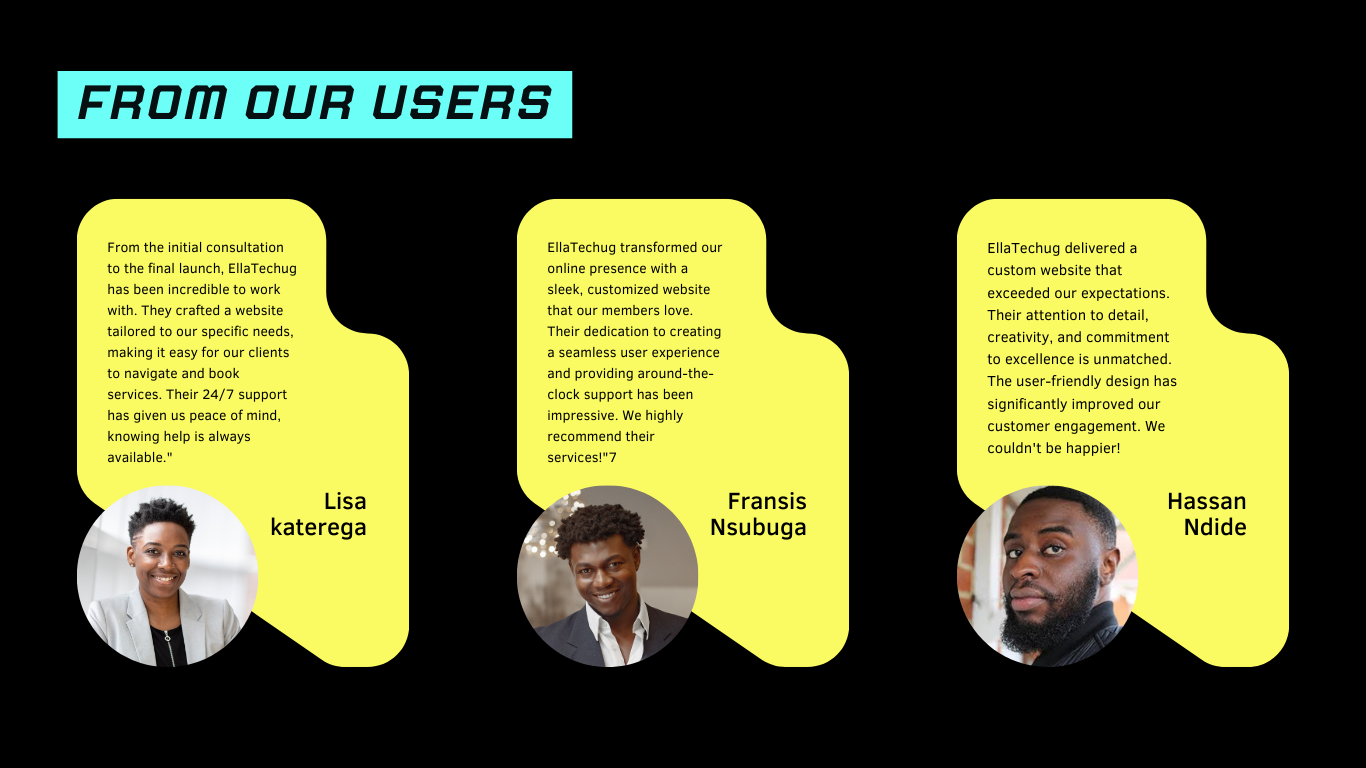 FROM OUR USERS
From the initial consultation
to the final launch, EllaTechug
has been incredible to work
with. They crafted a website
tailored to our specific needs,
making it easy for our clients
to navigate and book
services. Their 24/7 support
has given us peace of mind,
knowing help is always
available."
Lisa
katerega
EllaTechug transformed our
online presence with a
sleek, customized website
that our members love.
Their dedication to creating
a seamless user experience
and providing around-the-
clock support has been
impressive. We highly
recommend their
services!"7
Fransis
Nsubuga
EllaTechug delivered a
custom website that
exceeded our expectations.
Their attention to detail,
creativity, and commitment
to excellence is unmatched.
The user-friendly design has
significantly improved our
customer engagement. We
couldn't be happier!
Hassan
Ndide